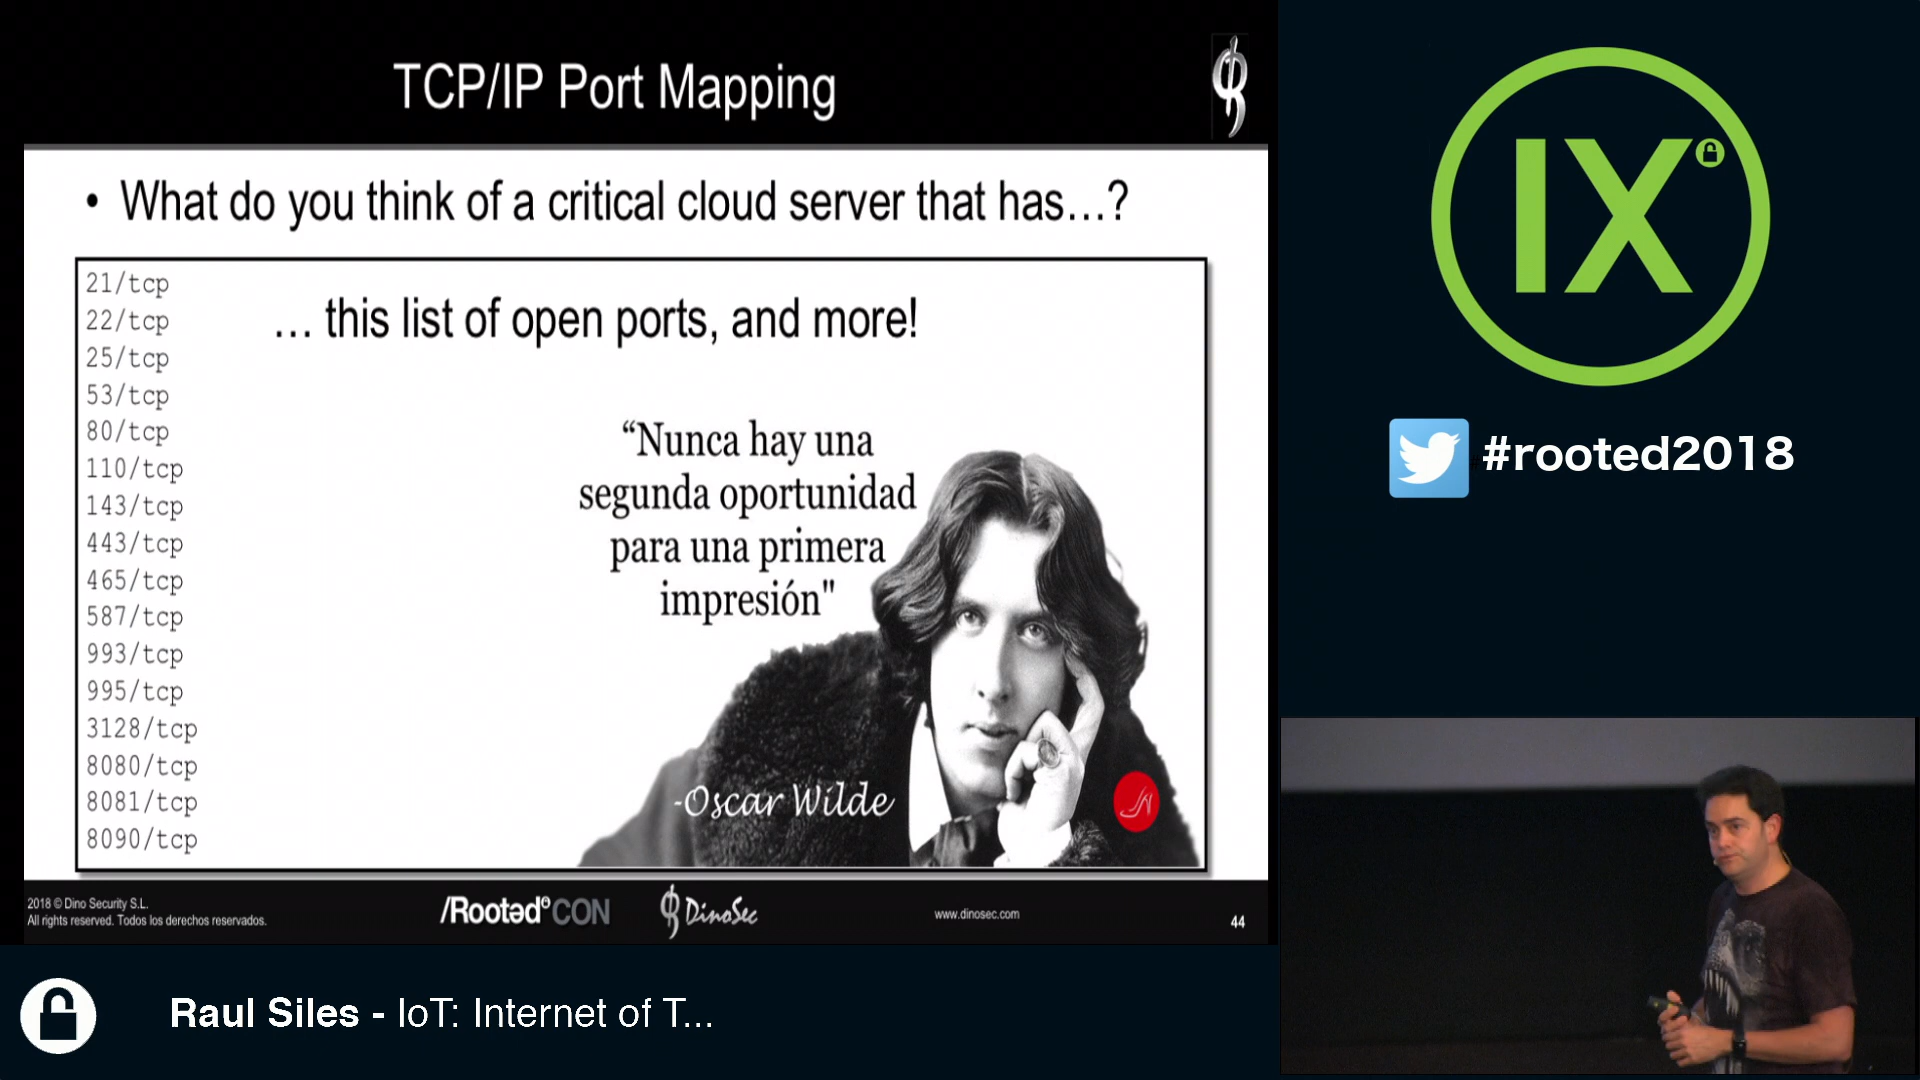 TCP/IP Port Mapping
• What do you think of a critical cloud server that has…?
21/tcp
22/tcp
25/tcp
53/tcp
80/tcp
110/tcp
143/tcp
443/tcp
465/tcp
587/tcp
993/tcp
995/tcp
3128/tcp
8080/tcp
8081/tcp
8090/tcp
… this list of open ports, and more!
“Nunca hay una
segunda oportunidad
para una primera
impresión"
-Oscar Wilde
JA
2018 © Dino Security S.L.
All rights reserved. Todos los derechos reservados.
/Rooted CON
DinoSec
www.dinosec.com
44
IX
#rooted2018
Raul Siles - IoT: Internet of T...